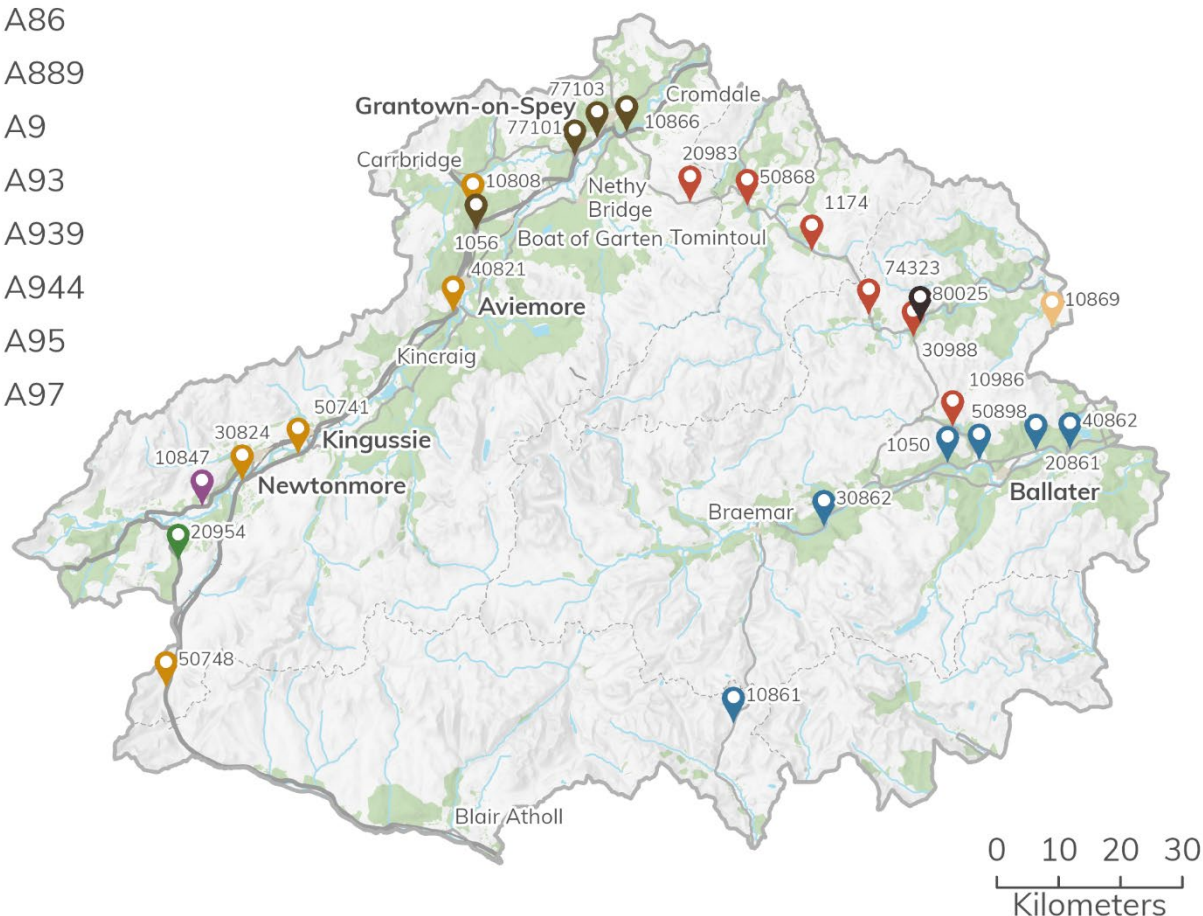 A86
A889
A9
A93
A939
A944
A95
A97
77103
Cromdale
Grantown-on-Spey
77101
10866
Carrbridge
20983
50868
10808
Nethy
Bridge
1174
1056
Boat of Garten
Tomintoul
40821
74323
80025
10869
Aviemore
30988
Kincraig
10986
50741
50898
40862
30824
Kingussie
1050
10847
20861
Newtonmore
Ballater
30862
Braemar
20954
50748
10861
Blair Atholl
0 10 20 30
Kilometers